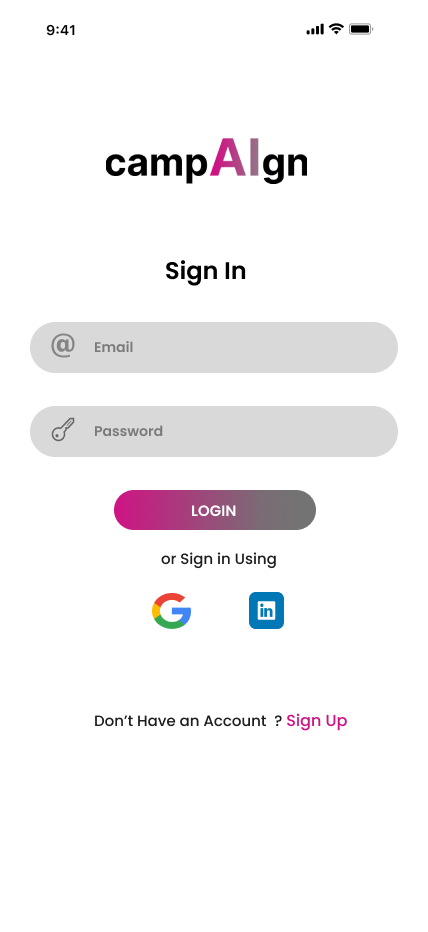 9:41
campAIgn
Sign In
@ Email
Password
LOGIN
or Sign in Using
G in
Don’t Have an Account ? Sign Up